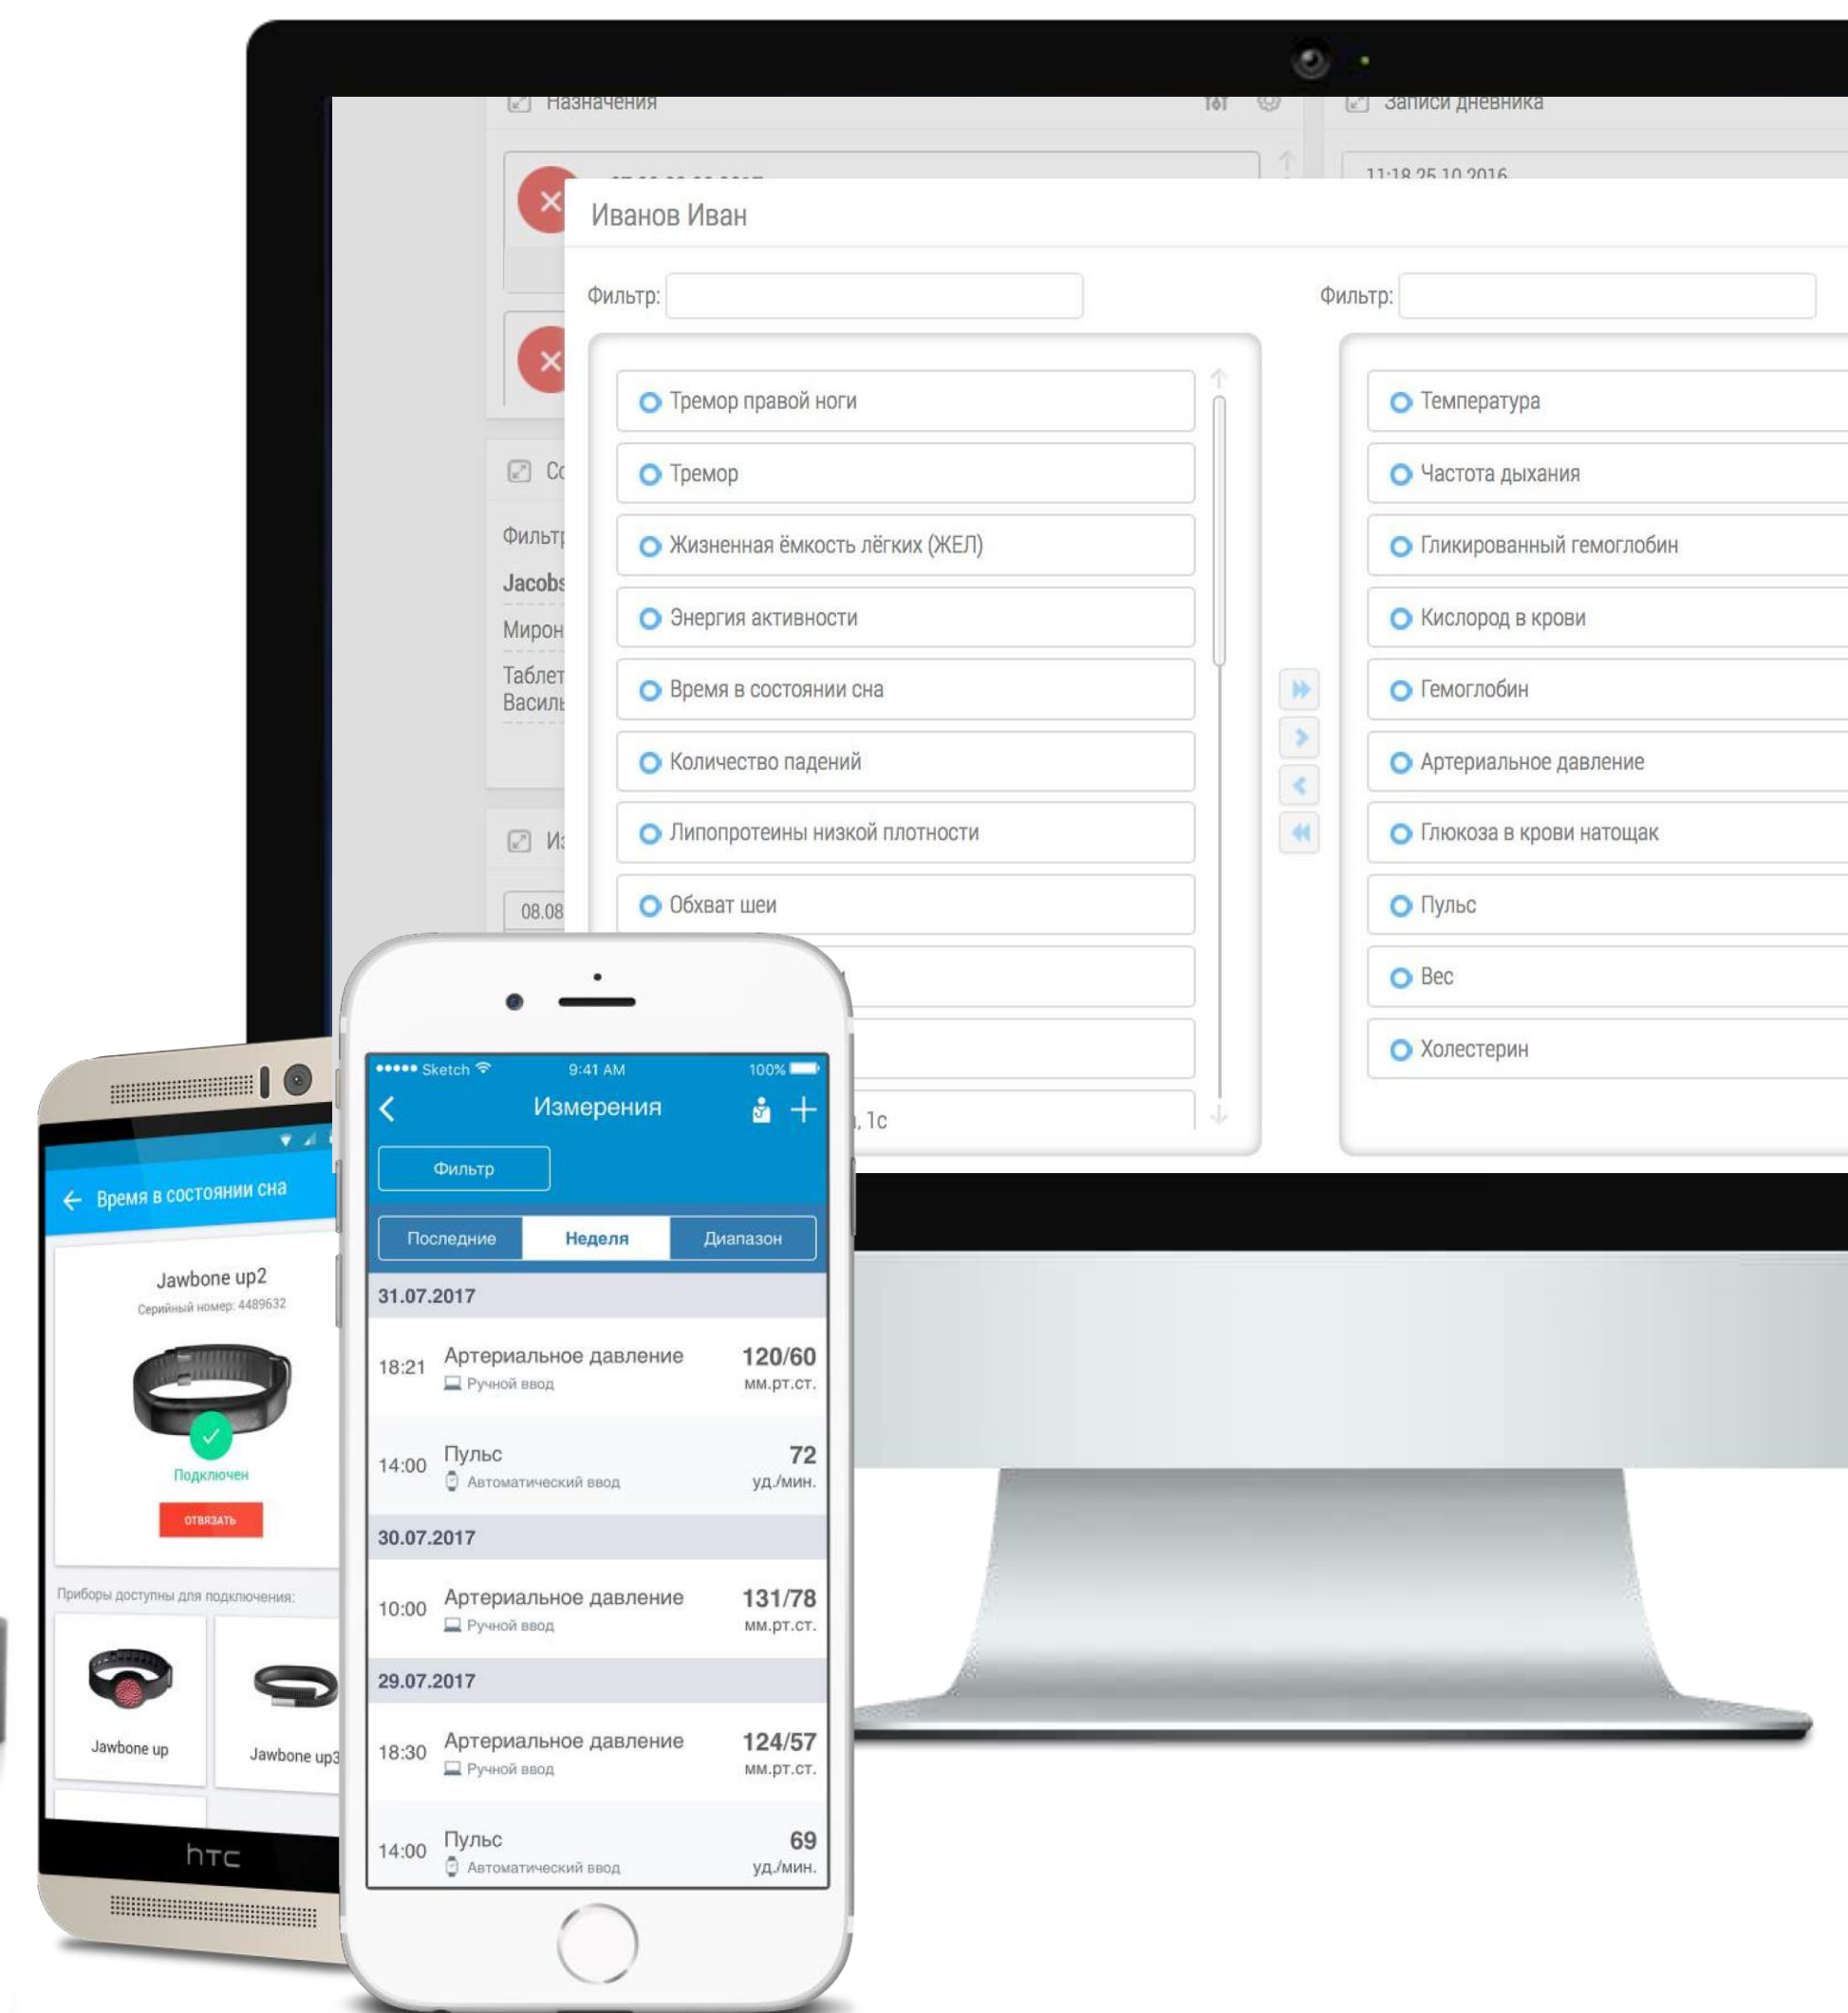 Назначения
Записи дневника
11:18 25.10.2016
Иванов Иван
Фильтр:
Фильтр:
Тремор правой ноги
Тремор
Жизненная ёмкость лёгких (ЖЕЛ)
Энергия активности
Время в состоянии сна
Количество падений
Липопротеины низкой плотности
Обхват шеи
, 1с
Температура
Частота дыхания
Гликированный гемоглобин
Кислород в крови
Гемоглобин
Артериальное давление
Глюкоза в крови натощак
Пульс
Вес
Холестерин
Со
Фильтр
Jacobs
Мирон
Таблет
Василь
Из
08.08
Время в состоянии сна
Jawbone up2
Серийный номер: 4489632
Подключен
ОТВЯЗАТЬ
Приборы доступны для подключения:
Jawbone up
Jawbone up3
hтc
Sketch 9:41 AM 100%
Измерения
Фильтр
Последние Неделя Диапазон
31.07.2017
18:21 Артериальное давление 120/60
Ручной ввод мм.рт.ст.
14:00 Пульс 72
Автоматический ввод уд./мин.
30.07.2017
10:00 Артериальное давление 131/78
Ручной ввод мм.рт.ст.
29.07.2017
18:30 Артериальное давление 124/57
Ручной ввод мм.рт.ст.
14:00 Пульс 69
Автоматический ввод уд./мин.